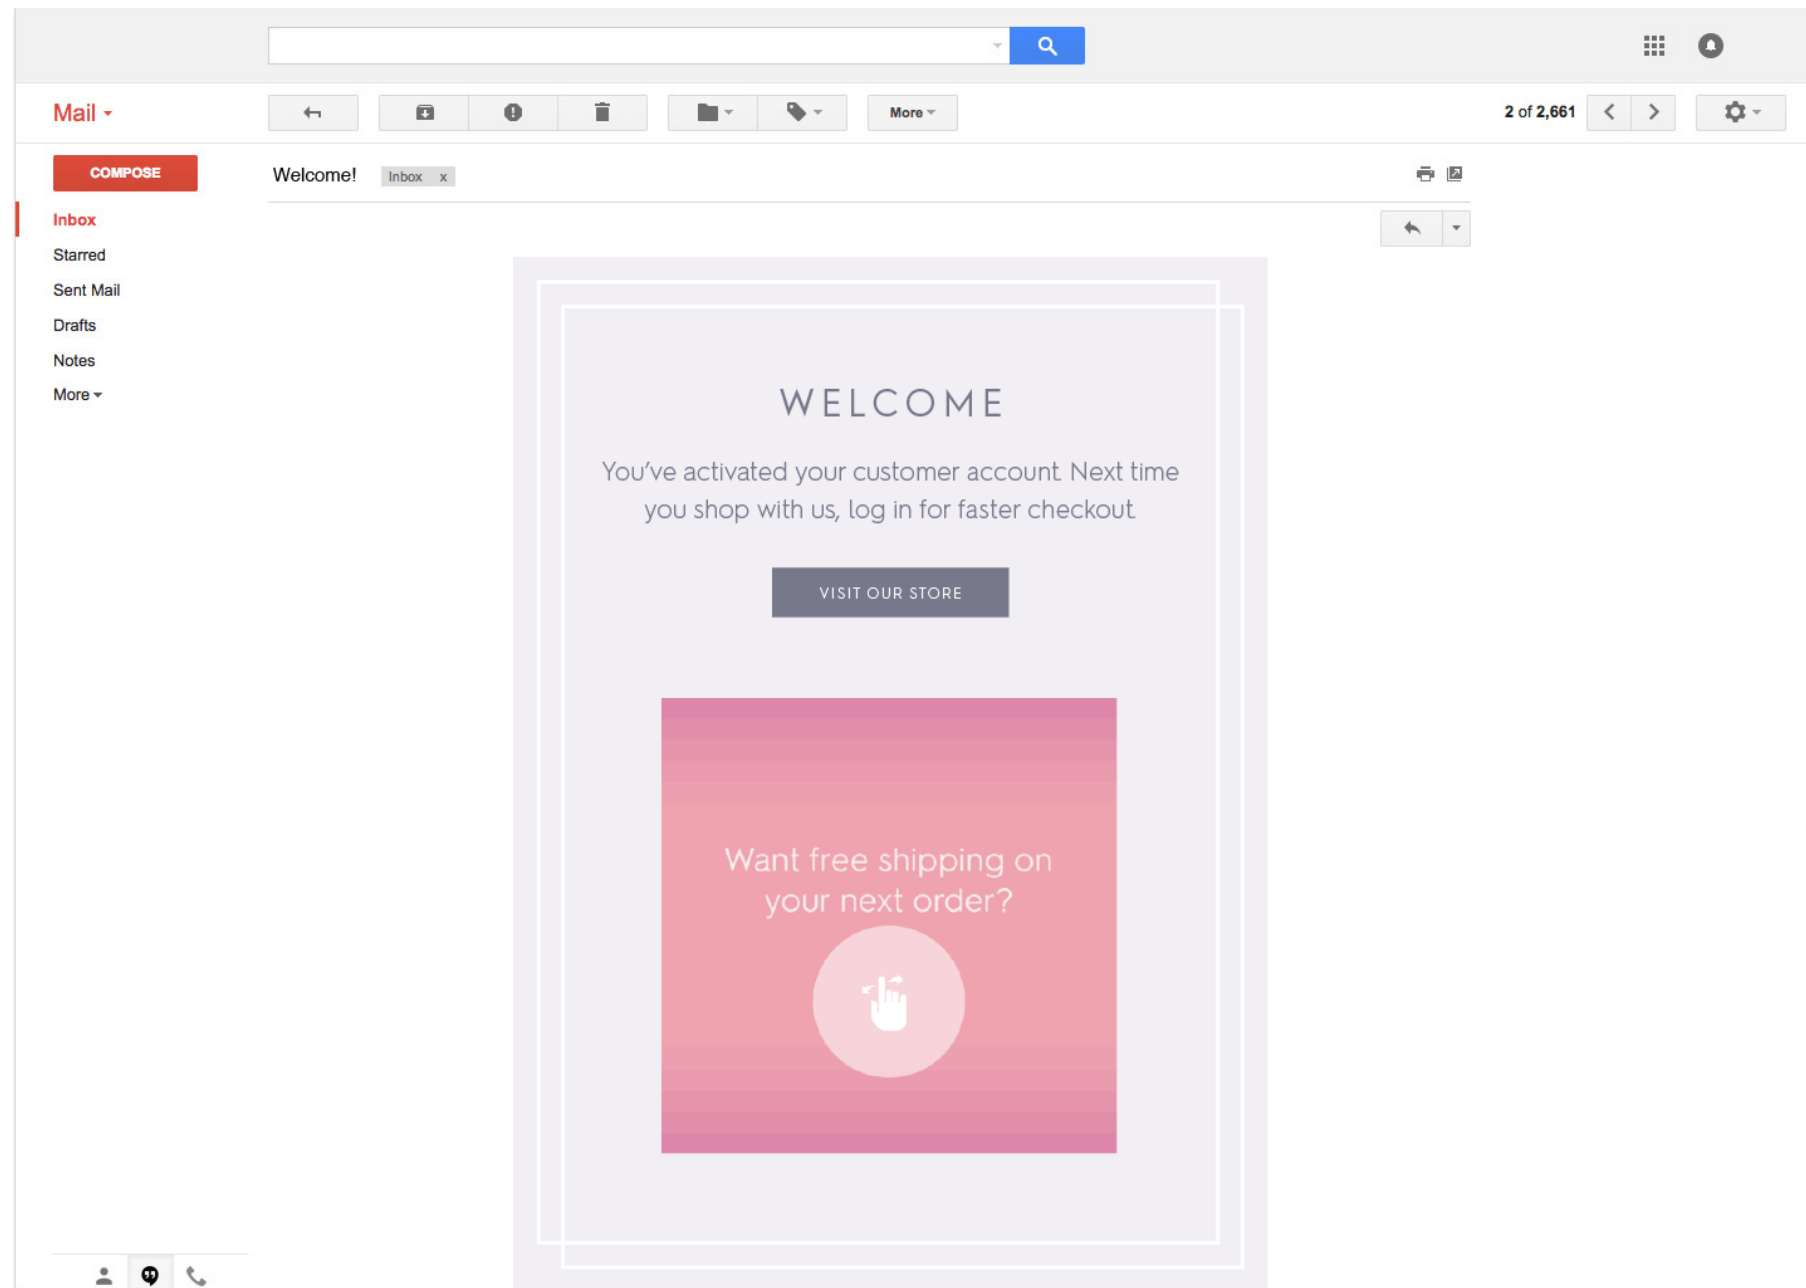 Mail
More
2 of 2,661
COMPOSE
Welcome!
Inbox x
Inbox
Starred
Sent Mail
Drafts
Notes
More
WELCOME
You've activated your customer account. Next time
you shop with us, log in for faster checkout.
VISIT OUR STORE
Want free shipping on
your next order?